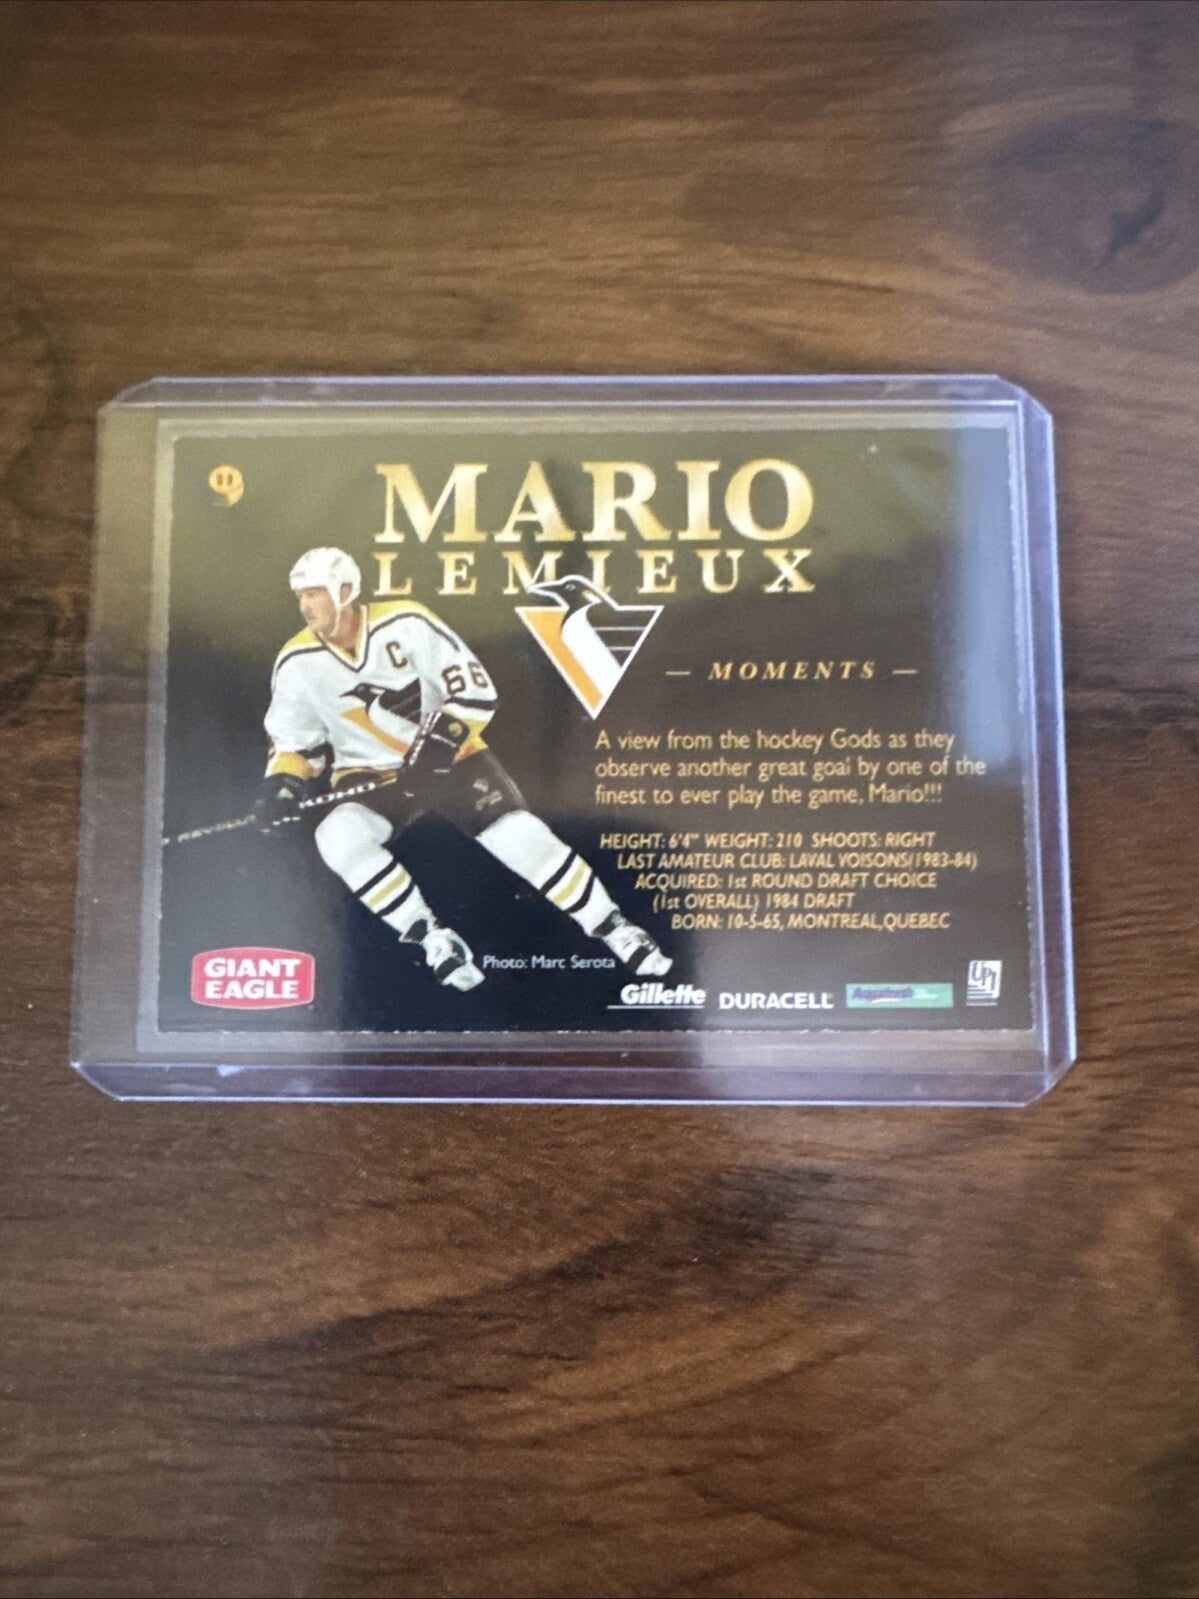 11
MARIO
LEMIEUX
— MOMENTS —
C
66
A view from the hockey Gods as they
observe another great goal by one of the
finest to ever play the game, Mario!!!
HEIGHT: 6'4" WEIGHT: 210 SHOOTS: RIGHT
LAST AMATEUR CLUB: LAVAL VOISONS(1983-84)
ACQUIRED: 1st ROUND DRAFT CHOICE
(1st OVERALL) 1984 DRAFT
BORN: 10-5-65, MONTREAL,QUEBEC
Photo: Marc Serota
GIANT
EAGLE
Gillette DURACELL Aquafresh